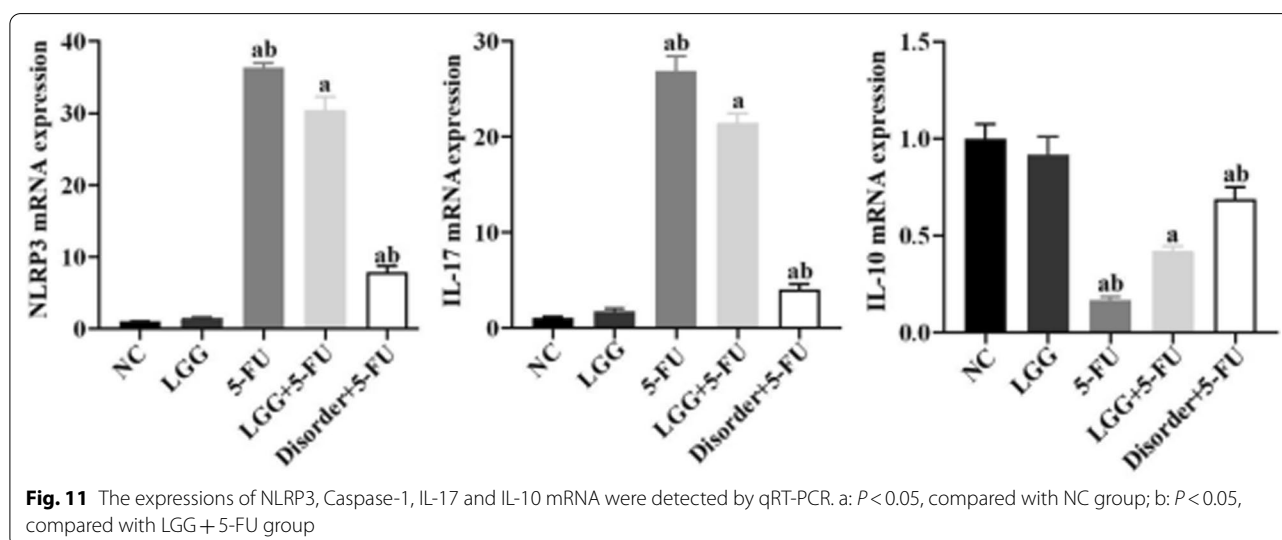 NLRP3 mRNA expression
40
30
20
10
0
ab
a
ab
NC
LGG
5-FU
LGG+5-FU
Disorder+5-FU
IL-17 mRNA expression
30
20
10
0
ab
a
ab
NC
LGG
5-FU
LGG+5-FU
Disorder+5-FU
IL-10 mRNA expression
1.5
1.0
0.5
0.0
ab
a
ab
NC
LGG
5-FU
LGG+5-FU
Disorder+5-FU
Fig. 11 The expressions of NLRP3, Caspase-1, IL-17 and IL-10 mRNA were detected by qRT-PCR. a: P < 0.05, compared with NC group; b: P < 0.05,
compared with LGG + 5-FU group